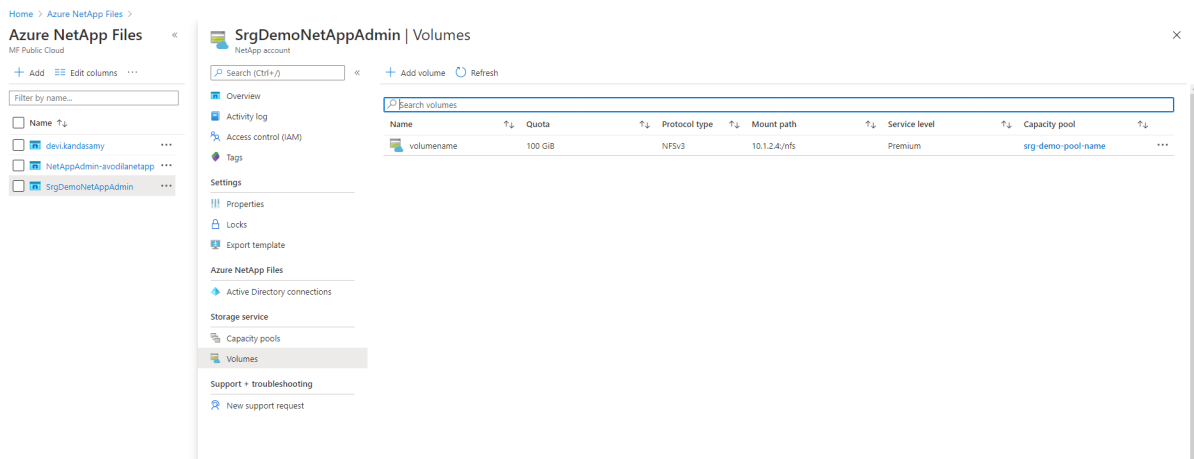 Home > Azure NetApp Files >
Azure NetApp Files «
MF Public Cloud
+ Add Edit columns ...
Filter by name...
Name ↑↓
devi.kandasamy ...
NetAppAdmin-avodilanetapp ...
SrgDemoNetAppAdmin ...
SrgDemoNetAppAdmin | Volumes
NetApp account
Search (Ctrl+/) «
Overview
Activity log
Access control (IAM)
Tags
Settings
Properties
Locks
Export template
Azure NetApp Files
Active Directory connections
Storage service
Capacity pools
Volumes
Support + troubleshooting
New support request
+ Add volume Refresh
Search volumes
Name ↑↓ Quota ↑↓ Protocol type ↑↓ Mount path ↑↓ Service level ↑↓ Capacity pool ↑↓
volumename 100 GiB NFSv3 10.1.2.4:/nfs Premium srg-demo-pool-name ...